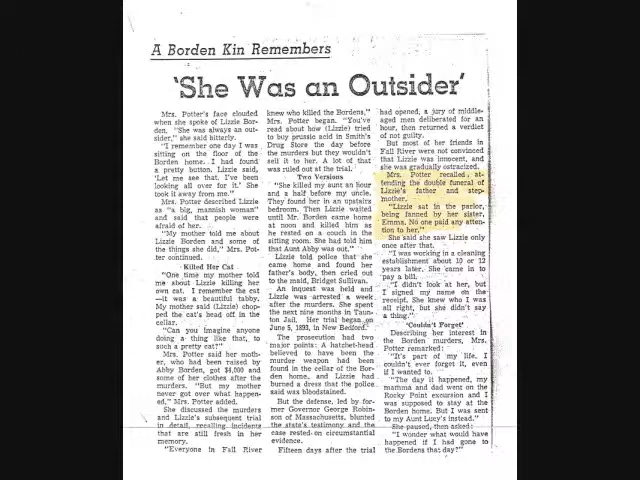 A Borden Kin Remembers
'She Was an Outsider'
Mrs. Potter's face clouded
when she spoke of Lizzie Bor-
den. "She was always an out-
sider," she said bitterly.
"I remember one day I was
sitting on the floor of the
Borden home. I had found
a pretty button. Lizzie said,
'Let me see that. I've been
looking all over for it.' She
took it away from me."
Mrs. Potter described Lizzie
as "a big, mannish woman"
and said that people were
afraid of her.
"My mother told me about
Lizzie Borden and some of
the things she did," Mrs. Pot-
ter continued.
Killed Her Cat
"One time my mother told
me about Lizzie killing her
own cat. I remember the cat
—it was a beautiful tabby.
My mother said (Lizzie) chop-
ped the cat's head off in the
cellar.
"Can you imagine anyone
doing a thing like that, to
such a pretty cat?"
Mrs. Potter said her moth-
er, who had been raised by
Abby Borden, got $4,000 and
some of her clothes after the
murders. "But my mother
never got over what happen-
ed," Mrs. Potter added.
She discussed the murders
and Lizzie's subsequent trial
in detail, recalling incidents
that are still fresh in her
memory.
"Everyone in Fall River
knew who killed the Bordens,"
Mrs. Potter began. "You've
read about how (Lizzie) tried
to buy prussic acid in Smith's
Drug Store the day before
the murders but they wouldn't
sell it to her. A lot of that
was ruled out at the trial.
Two Versions
"She killed my aunt an hour
and a half before my uncle.
They found her in an upstairs
bedroom. Then Lizzie waited
until Mr. Borden came home
at noon and killed him as
he rested on a couch in the
sitting room. She had told him
that Aunt Abby was out."
Lizzie told police that she
came home and found her
father's body, then cried out
to the maid, Bridget Sullivan.
An inquest was held and
Lizzie was arrested a week
after the murders. She spent
the next nine months in Taun-
ton Jail. Her trial began on
June 5, 1893, in New Bedford.
The prosecution had two
major points: A hatchet-head
believed to have been the
murder weapon had been
found in the cellar of the Bor-
den home, and Lizzie had
burned a dress that the police
said was bloodstained.
But the defense, led by for-
mer Governor George Robin-
son of Massachusetts, blunted
the state's testimony and the
case rested on circumstantial
evidence.
Fifteen days after the trial
had opened, a jury of middle-
aged men deliberated for an
hour, then returned a verdict
of not guilty.
But most of her friends in
Fall River were not convinced
that Lizzie was innocent, and
she was gradually ostracized.
Mrs. Potter recalled, at-
tending the double funeral of
Lizzie's father and step-
mother.
"Lizzie sat in the parlor,
being fanned by her sister,
Emma. No one paid any atten-
tion to her."
She said she saw Lizzie only
once after that.
"I was working in a cleaning
establishment about 10 or 12
years later. She came in to
pay a bill.
"I didn't look at her, but
I signed my name on the
receipt. She knew who I was
all right, but she didn't say
a thing."
'Couldn't Forget'
Describing her interest in
the Borden murders, Mrs.
Potter remarked:
"It's part of my life. I
couldn't ever forget it, even
if I wanted to.
"The day it happened, my
mamma and dad went on the
Rocky Point excursion and I
was supposed to stay at the
Borden home. But I was sent
to my Aunt Lucy's instead."
She paused, then asked:
"I wonder what would have
happened if I had gone to
the Bordens that day?"